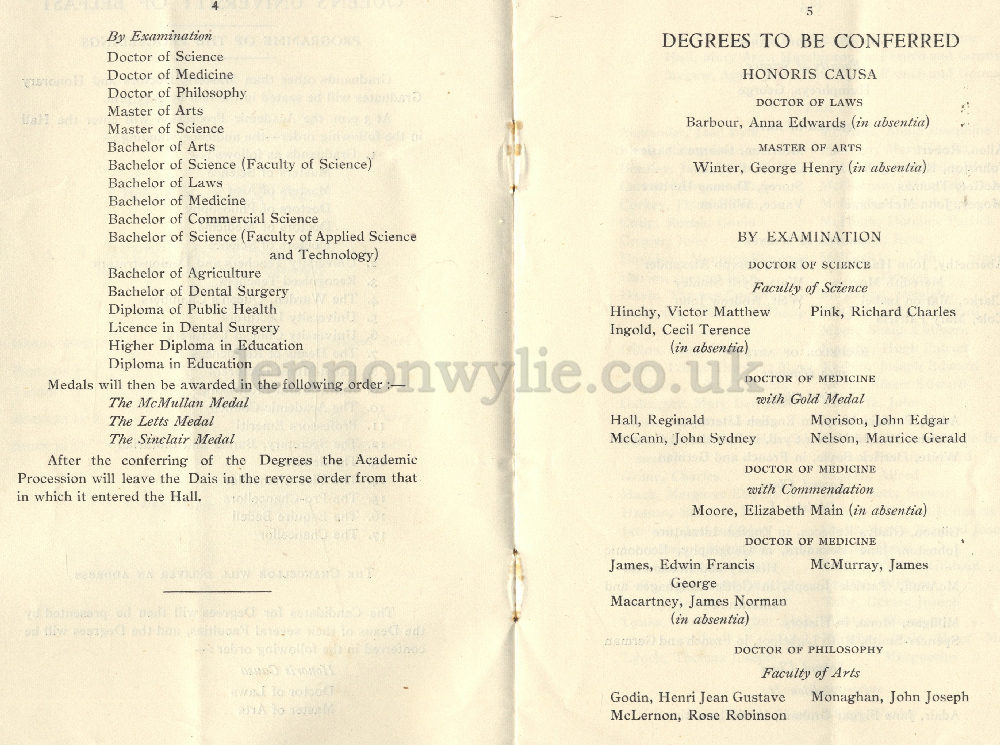 4
By Examination
Doctor of Science
Doctor of Medicine
Doctor of Philosophy
Master of Arts
Master of Science
Bachelor of Arts
Bachelor of Science (Faculty of Science)
Bachelor of Laws
Bachelor of Medicine
Bachelor of Commercial Science
Bachelor of Science (Faculty of Applied Science
and Technology)
Bachelor of Agriculture
Bachelor of Dental Surgery
Diploma of Public Health
Licence in Dental Surgery
Higher Diploma in Education
Diploma in Education
Medals will then be awarded in the following order :—
The McMullan Medal
The Letts Medal
The Sinclair Medal
After the conferring of the Degrees the Academic
Procession will leave the Dais in the reverse order from that
in which it entered the Hall.
5
DEGREES TO BE CONFERRED
HONORIS CAUSA
DOCTOR OF LAWS
Barbour, Anna Edwards (in absentia)
MASTER OF ARTS
Winter, George Henry (in absentia)
BY EXAMINATION
DOCTOR OF SCIENCE
Faculty of Science
Hinchy, Victor Matthew Pink, Richard Charles
Ingold, Cecil Terence
(in absentia)
DOCTOR OF MEDICINE
with Gold Medal
Hall, Reginald Morison, John Edgar
McCann, John Sydney Nelson, Maurice Gerald
DOCTOR OF MEDICINE
with Commendation
Moore, Elizabeth Main (in absentia)
DOCTOR OF MEDICINE
James, Edwin Francis McMurray, James
George
Macartney, James Norman
(in absentia)
DOCTOR OF PHILOSOPHY
Faculty of Arts
Godin, Henri Jean Gustave Monaghan, John Joseph
McLernon, Rose Robinson
lennonwylie.co.uk